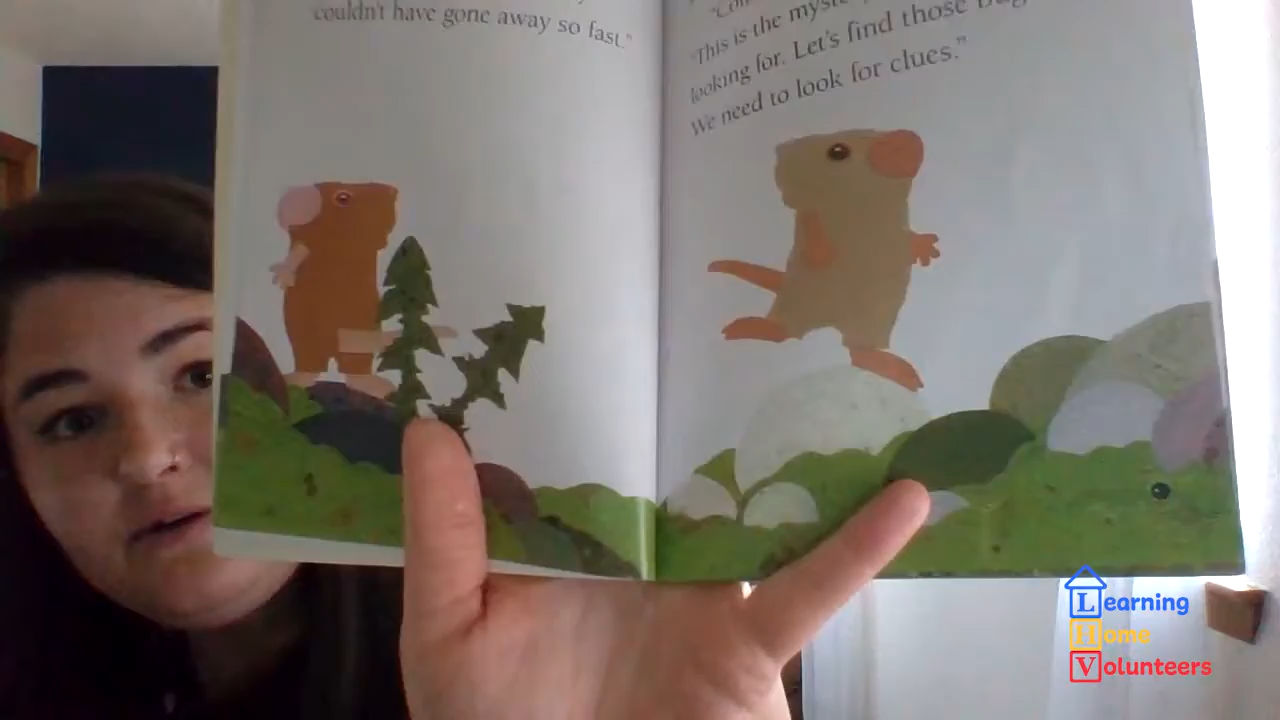 couldn't have gone away so fast."
"This is the
looking for. Let's find those
We need to look for clues."
Learning
Home
Volunteers